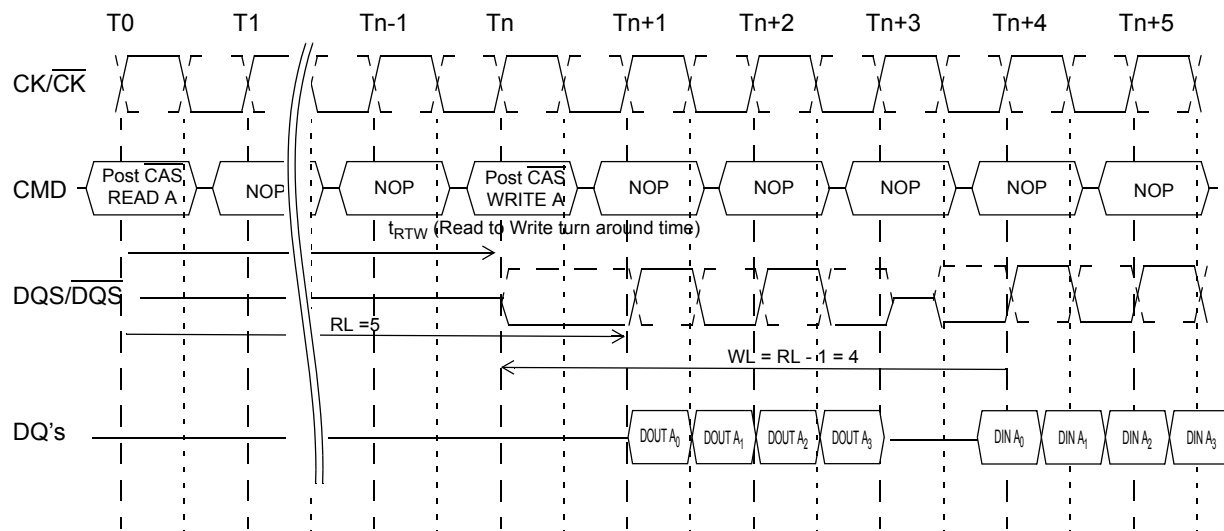 T0 T1 Tn-1 Tn Tn+1 Tn+2 Tn+3 Tn+4 Tn+5
CK/CK
CMD
Post CAS
READ A
NOP
NOP
Post CAS
WRITE A
NOP
NOP
NOP
NOP
NOP
tRTW (Read to Write turn around time)
DQS/DQS
RL =5
WL = RL - 1 = 4
DQ's
DOUT A0 DOUT A1 DOUT A2 DOUT A3 DIN A0 DIN A1 DIN A2 DIN A3